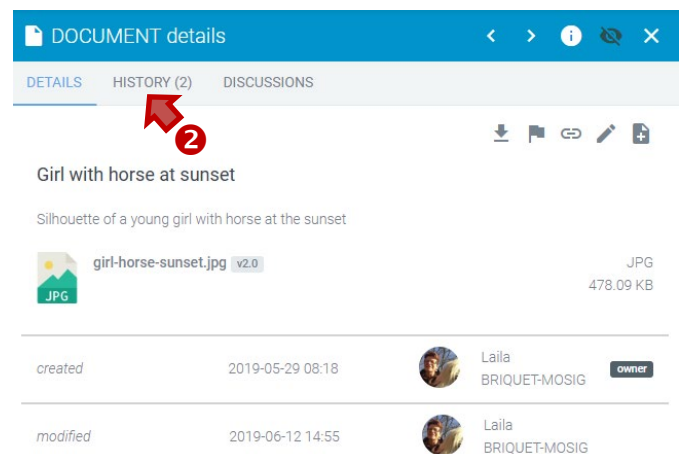 DOCUMENT details
DETAILS HISTORY (2) DISCUSSIONS
2
Girl with horse at sunset
Silhouette of a young girl with horse at the sunset
girl-horse-sunset.jpg v2.0 JPG
JPG 478.09 KB
created 2019-05-29 08:18 Laila BRIQUET-MOSIG owner
modified 2019-06-12 14:55 Laila BRIQUET-MOSIG